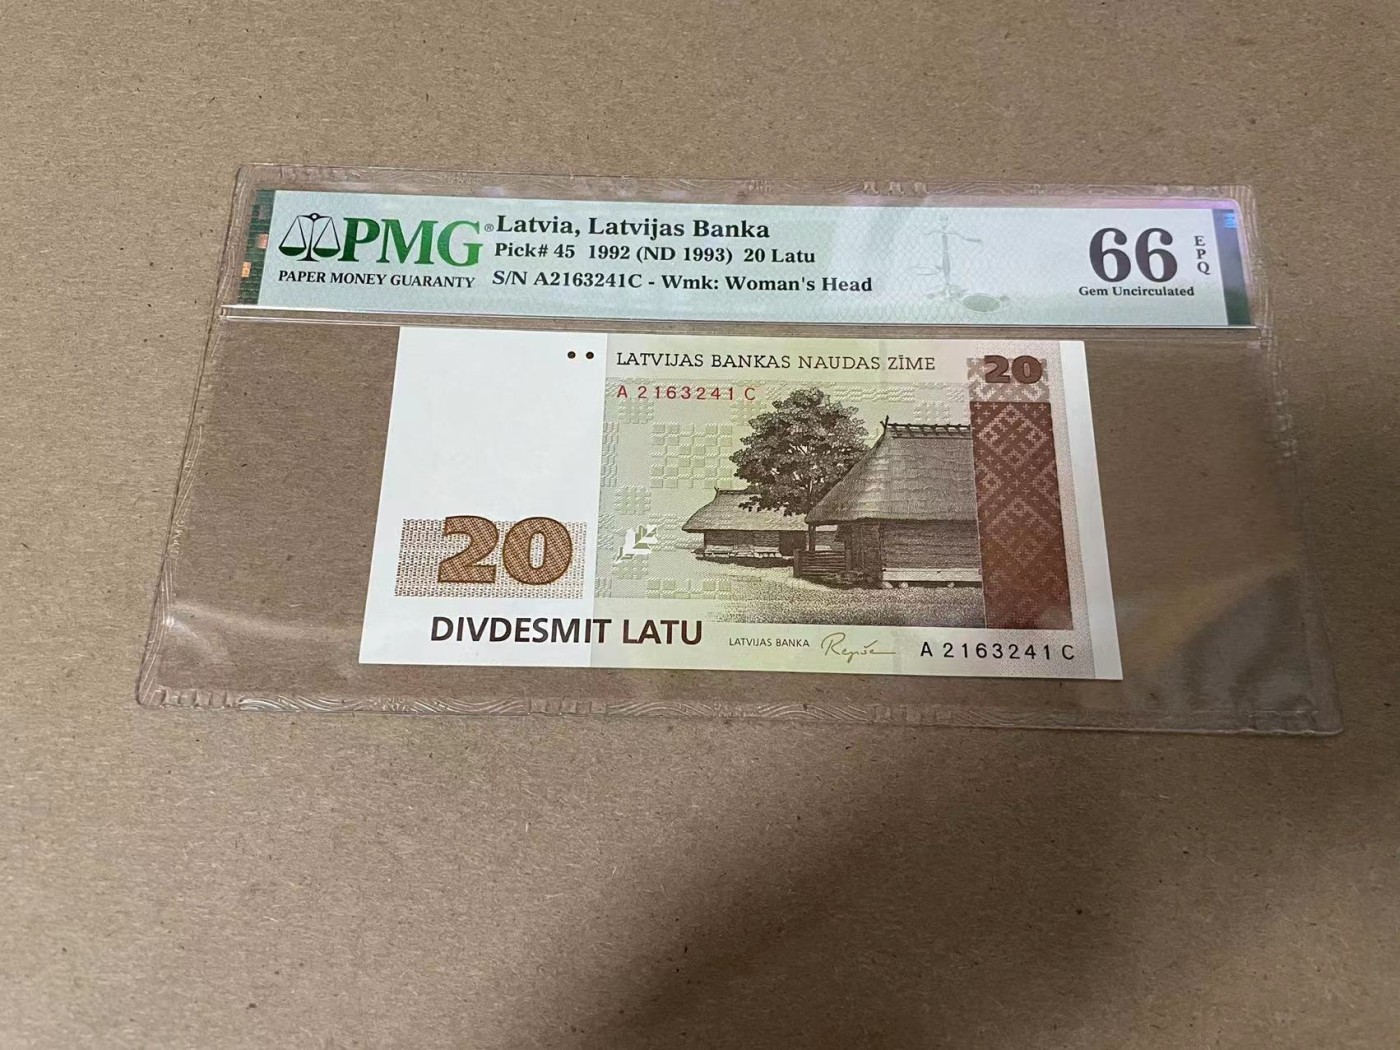 PMG®
PAPER MONEY GUARANTY
Latvia, Latvijas Banka
Pick# 45 1992 (ND 1993) 20 Latu
S/N A2163241C - Wmk: Woman's Head
66
EPQ
Gem Uncirculated
LATVIJAS BANKAS NAUDAS ZĪME
20
A 2163241 C
20
DIVDESMIT LATU
LATVIJAS BANKA
A 2163241 C